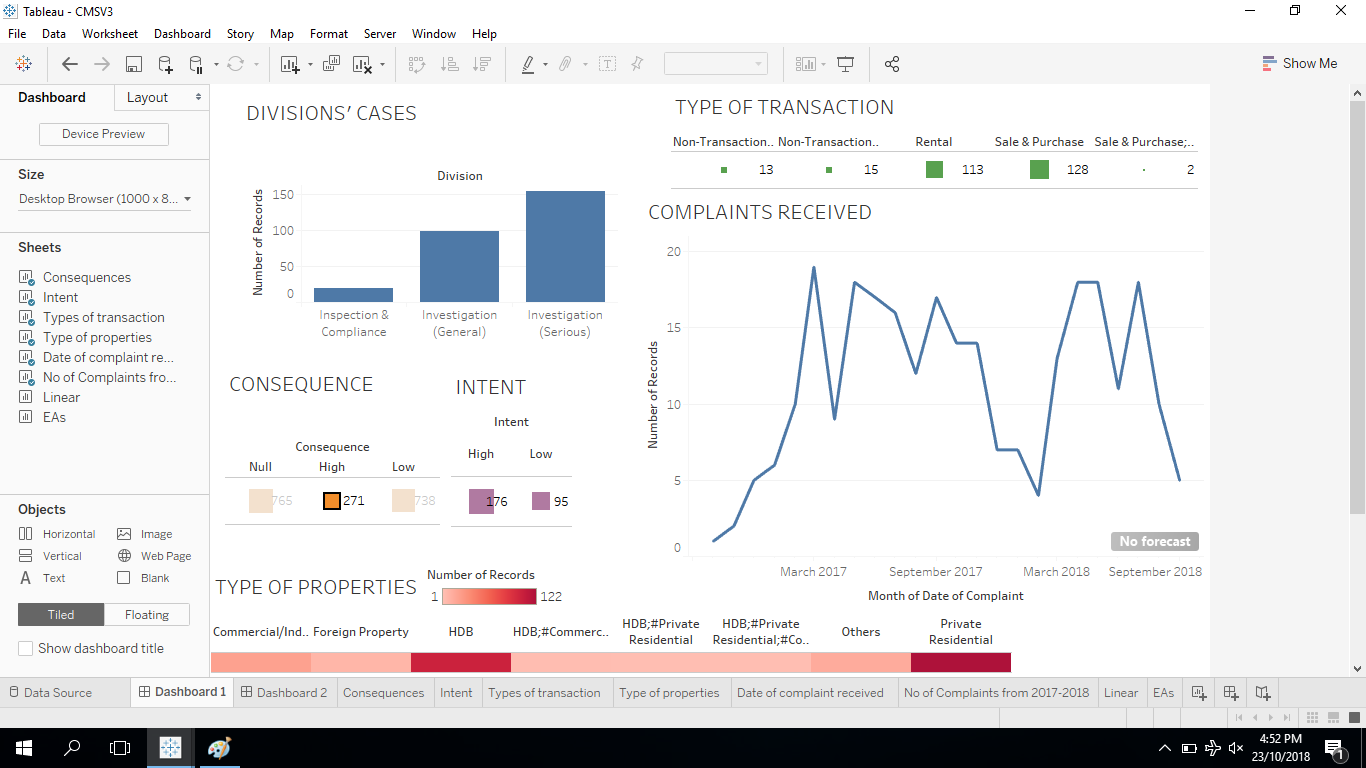 Tableau - CMSV3
File Data Worksheet Dashboard Story Map Format Server Window Help
Show Me
Dashboard Layout
Device Preview
Size
Desktop Browser (1000 x 8...
Sheets
Consequences
Intent
Types of transaction
Type of properties
Date of complaint re...
No of Complaints fro...
Linear
EAs
Objects
Horizontal Image
Vertical Web Page
A Text Blank
Tiled Floating
Show dashboard title
DIVISIONS' CASES
Division
Number of Records
150
100
50
0
Inspection &
Compliance
Investigation
(General)
Investigation
(Serious)
TYPE OF TRANSACTION
Non-Transaction.. Non-Transaction.. Rental Sale & Purchase Sale & Purchase;..
13 15 113 128 2
COMPLAINTS RECEIVED
Number of Records
20
15
10
5
0
No forecast
March 2017 September 2017 March 2018 September 2018
Month of Date of Complaint
CONSEQUENCE
Consequence
Null High Low
765 271 738
INTENT
Intent
High Low
176 95
TYPE OF PROPERTIES
Number of Records
1 122
Commercial/Ind.. Foreign Property HDB HDB;#Commerc..
HDB;#Private
Residential
HDB;#Private
Residential;#Co..
Others
Private
Residential
Data Source Dashboard 1 Dashboard 2 Consequences Intent Types of transaction Type of properties Date of complaint received No of Complaints from 2017-2018 Linear EAs
4:52 PM
23/10/2018
1